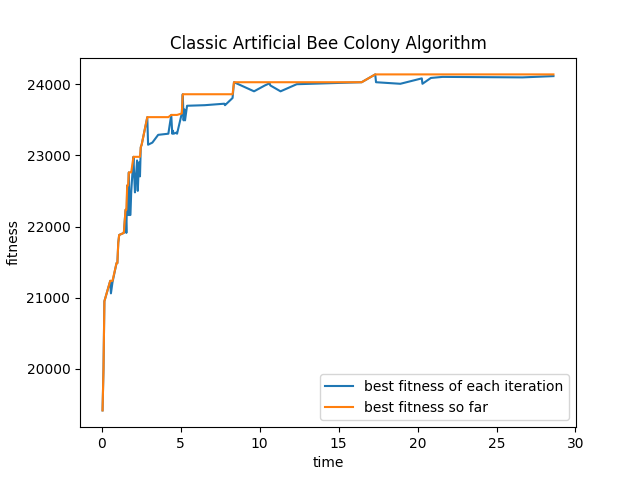 Classic Artificial Bee Colony Algorithm
24000
23000
22000
21000
20000
fitness
0 5 10 15 20 25 30
time
best fitness of each iteration
best fitness so far